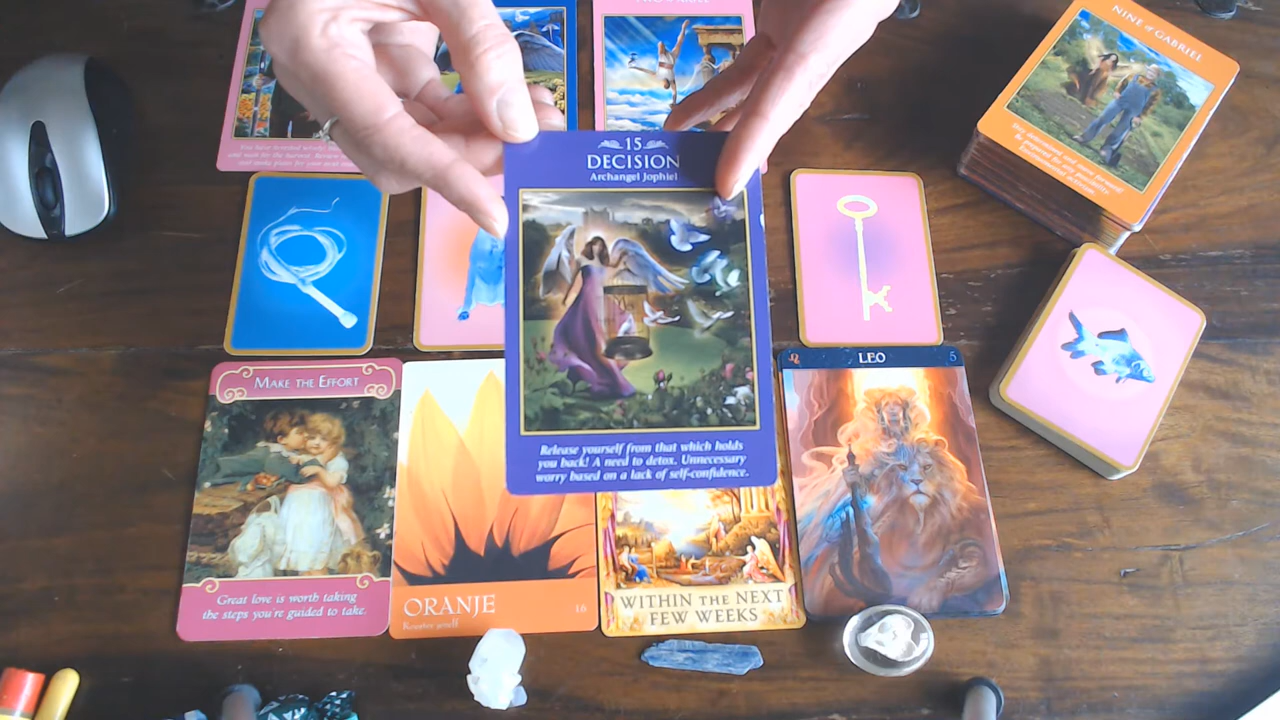 NINE of GABRIEL
15
DECISION
Archangel Jophiel
Release yourself from that which holds
you back! A need to detox. Unnecessary
worry based on a lack of self-confidence.
LEO
5
MAKE THE EFFORT
Great love is worth taking
the steps you're guided to take.
ORANJE
16
Koester jezelf
WITHIN THE NEXT
FEW WEEKS